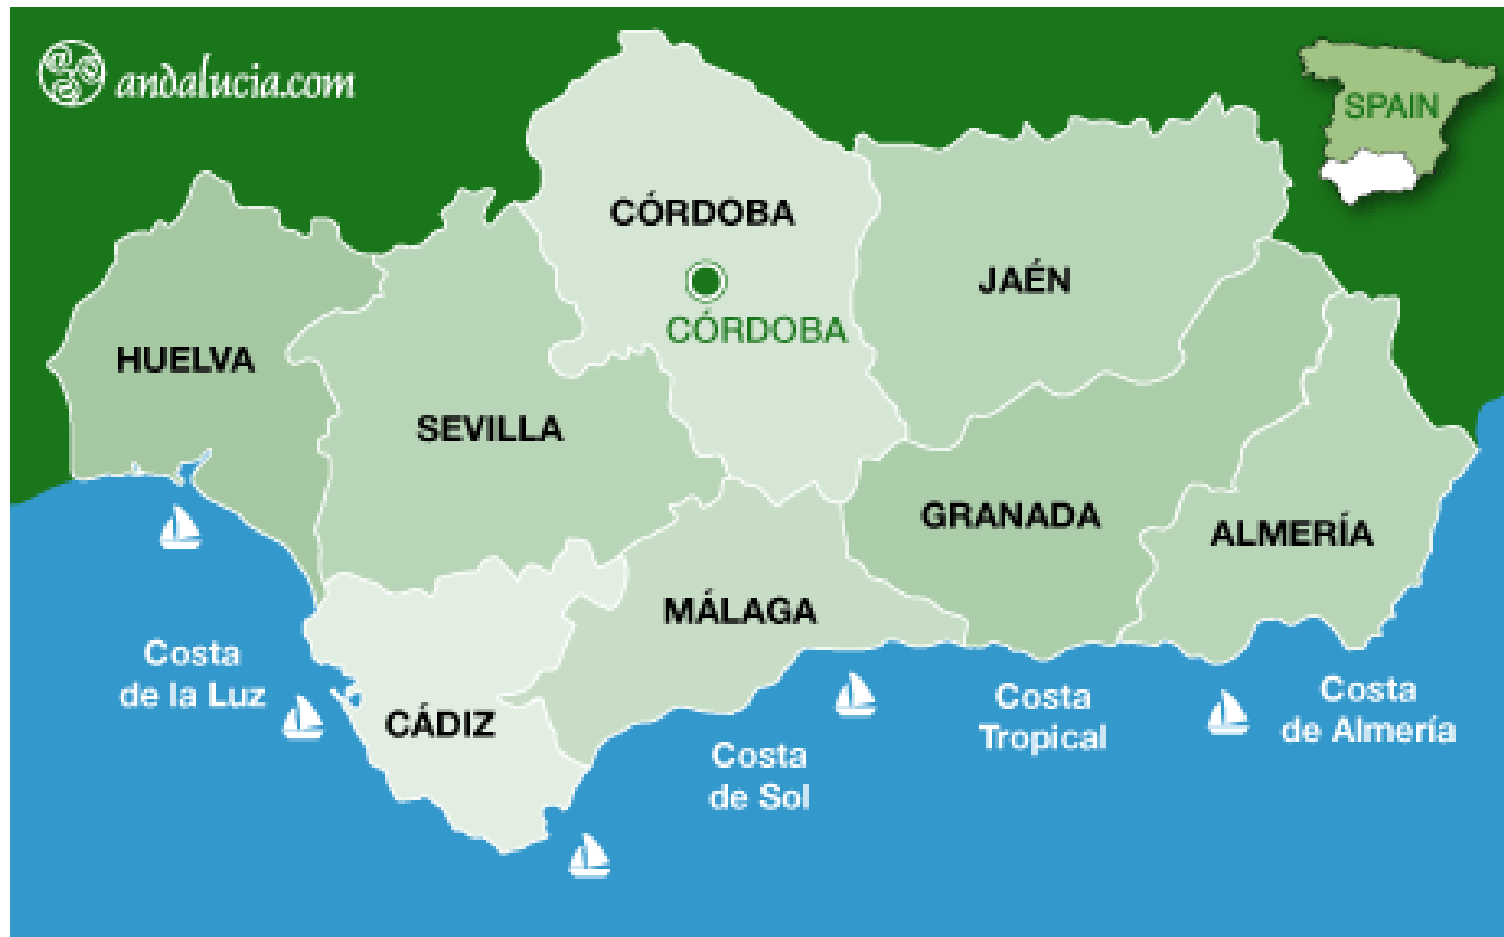 andalucia.com
SPAIN
CÓRDOBA
JAÉN
CÓRDOBA
HUELVA
SEVILLA
GRANADA
ALMERÍA
MÁLAGA
Costa
de la Luz
CÁDIZ
Costa
Tropical
Costa
de Almería
Costa
de Sol